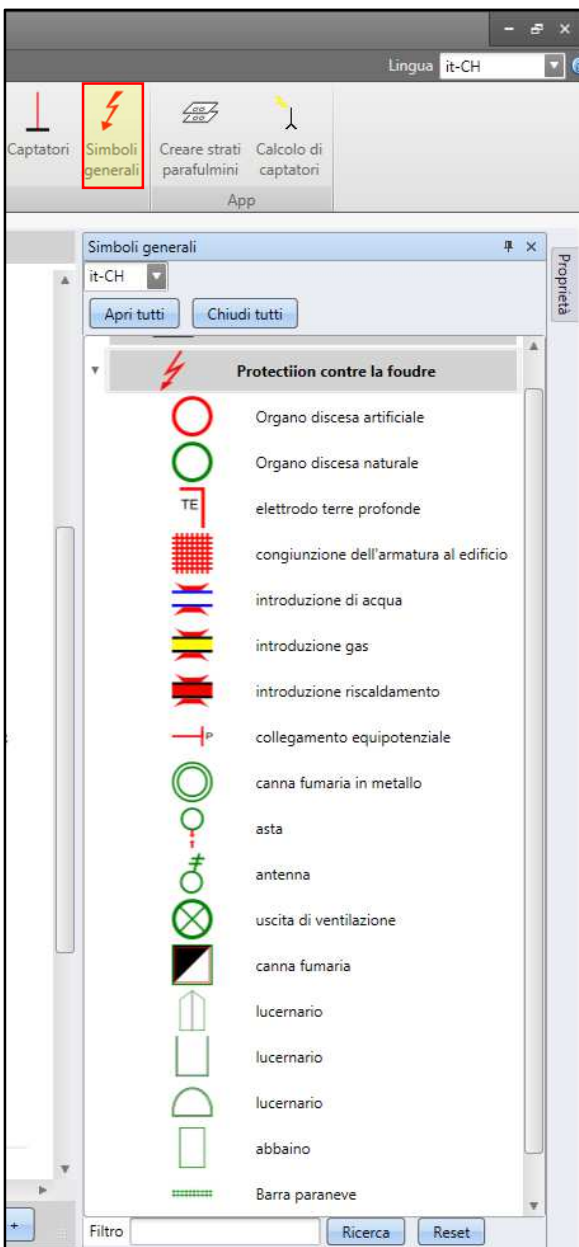 Lingua it-CH
Captatori Simboli generali Creare strati parafulmini Calcolo di captatori
App
Simboli generali
it-CH
Proprietà
Apri tutti Chiudi tutti
Protectiion contre la foudre
Organo discesa artificiale
Organo discesa naturale
TE elettrodo terre profonde
congiunzione dell'armatura al edificio
introduzione di acqua
introduzione gas
introduzione riscaldamento
P collegamento equipotenziale
canna fumaria in metallo
asta
antenna
uscita di ventilazione
canna fumaria
lucernario
lucernario
lucernario
abbaino
Barra paraneve
+ Filtro Ricerca Reset